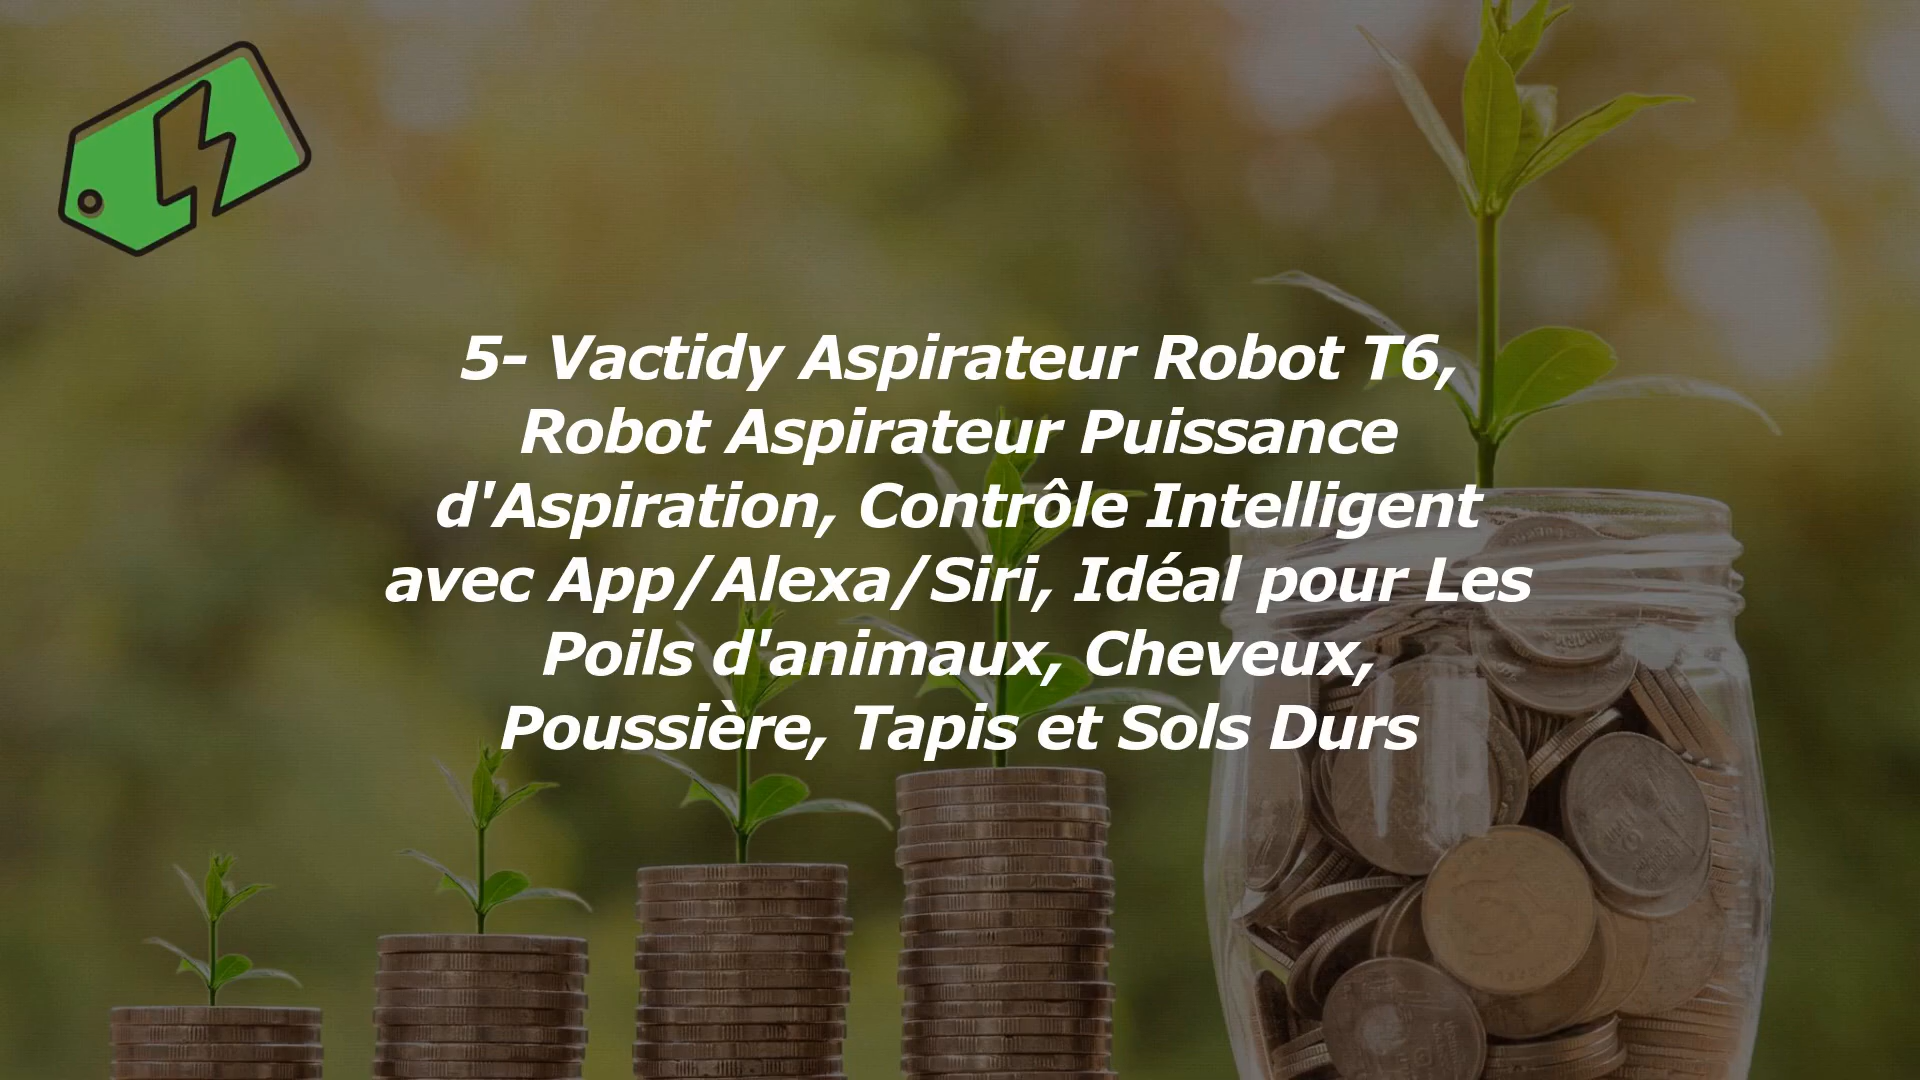 5- Vactidy Aspirateur Robot T6,
Robot Aspirateur Puissance
d'Aspiration, Contrôle Intelligent
avec App/Alexa/Siri, Idéal pour Les
Poils d'animaux, Cheveux,
Poussière, Tapis et Sols Durs